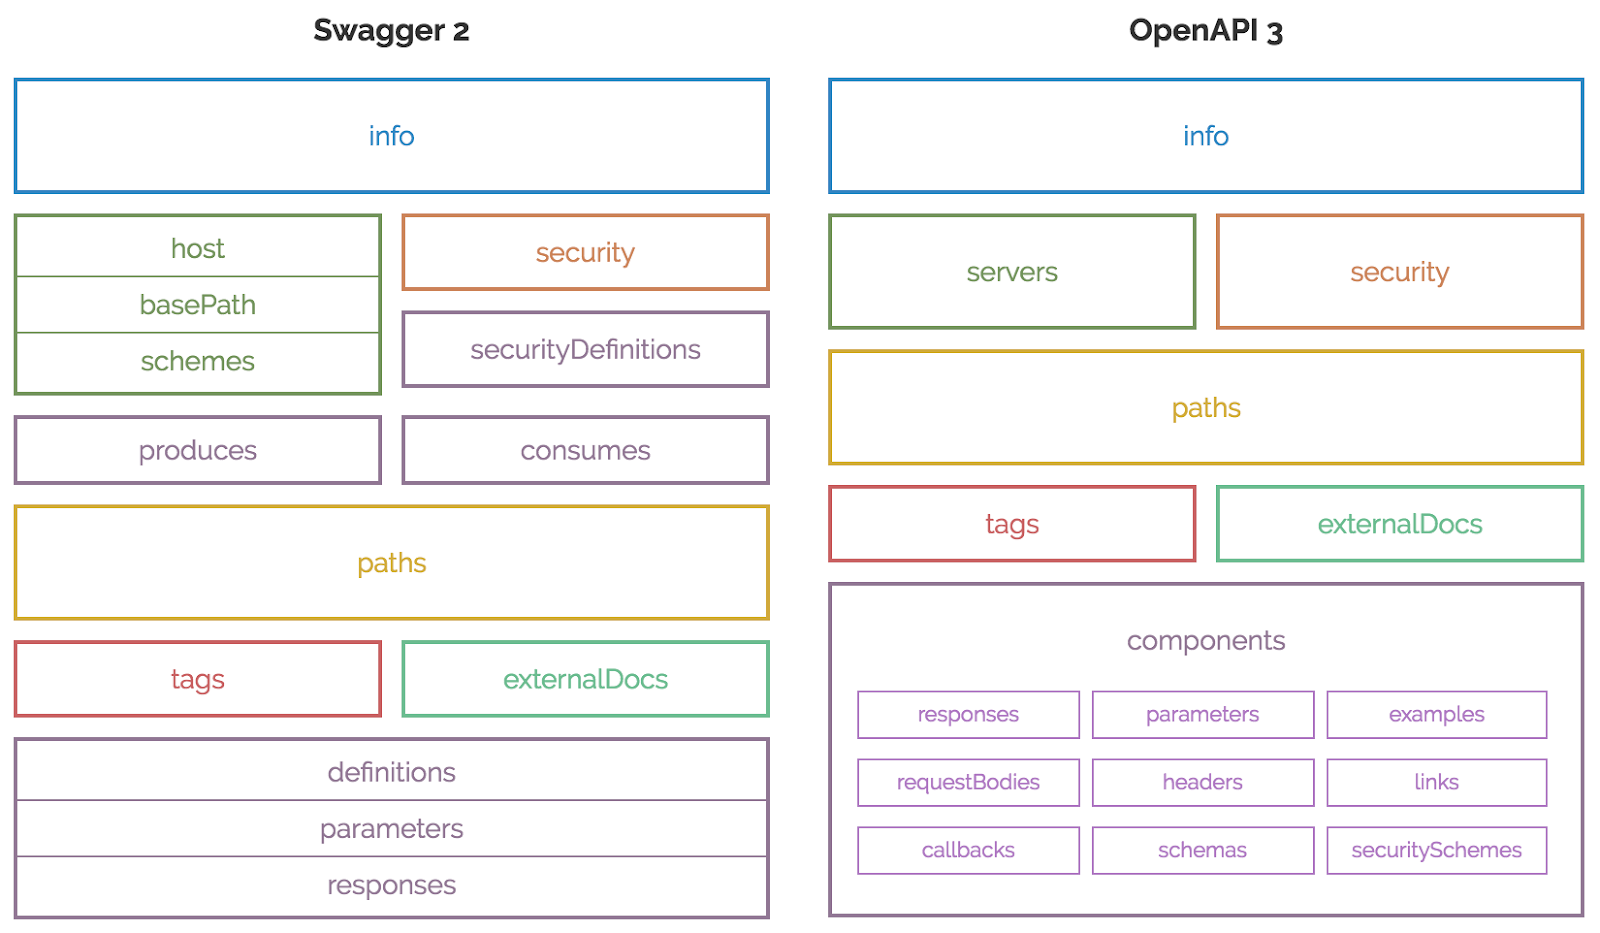 Swagger 2
info
host
basePath
schemes
security
securityDefinitions
produces
consumes
paths
tags
externalDocs
definitions
parameters
responses
OpenAPI 3
info
servers
security
paths
tags
externalDocs
components
responses
parameters
examples
requestBodies
headers
links
callbacks
schemas
securitySchemes